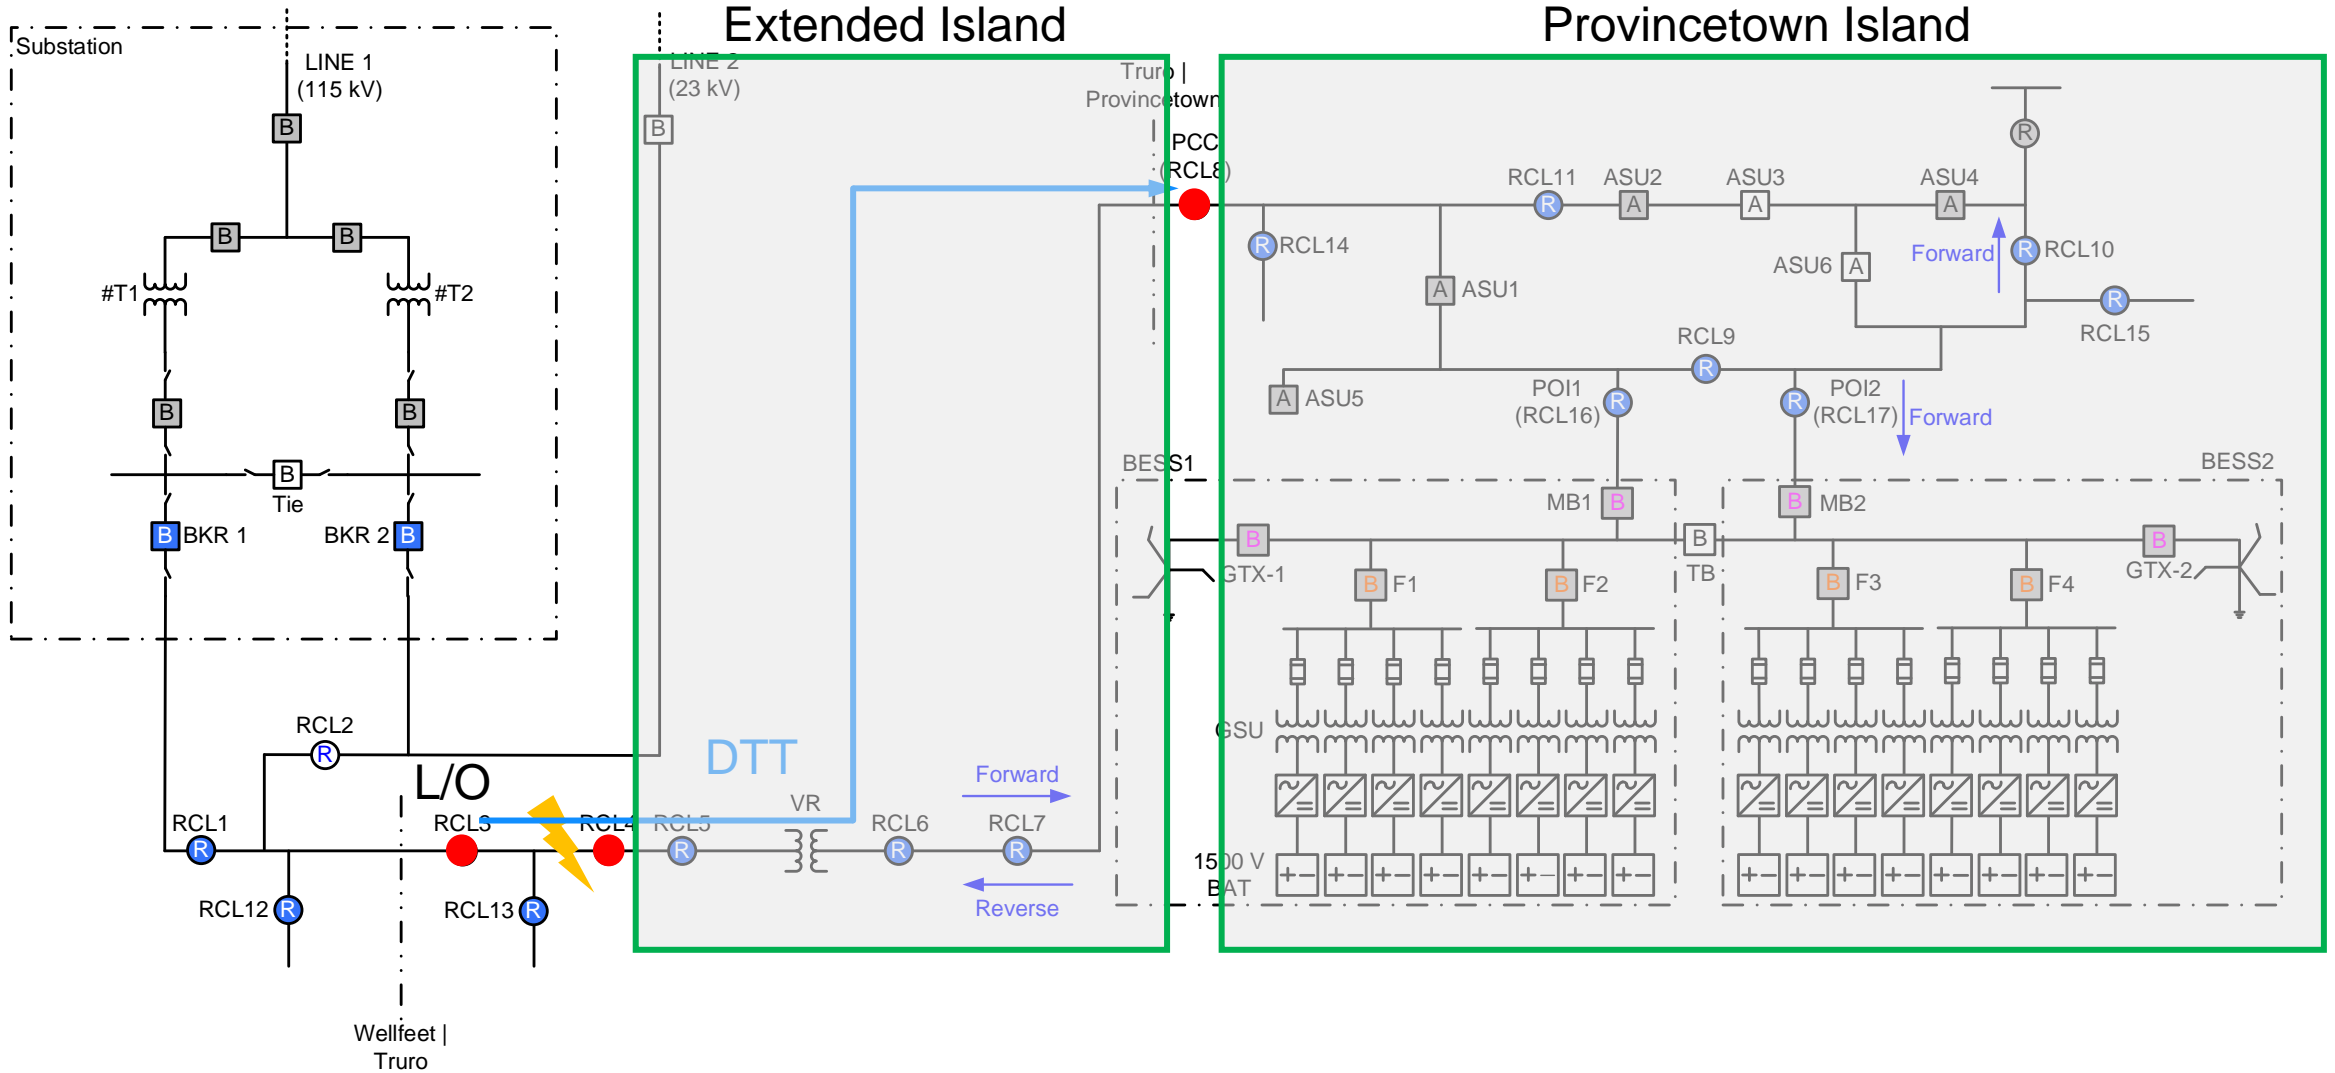 Extended Island
Provincetown Island
Substation
LINE 1
(115 kV)
LINE 2
(23 kV)
Truro |
Provincetown
PCC
(RCL8)
B
B
B
B
R
RCL11
ASU2
ASU3
ASU4
R
A
A
A
R
RCL14
Forward
R
RCL10
ASU6
A
#T1
#T2
A
ASU1
R
RCL15
RCL9
R
B
B
A
ASU5
POI1
(RCL16)
R
R
POI2
(RCL17)
Forward
B
Tie
BESS1
BESS2
MB1
B
B
MB2
B
BKR 1
BKR 2
B
B
GTX-1
B
TB
B
GTX-2
B
F1
B
F2
B
F3
B
F4
RCL2
R
GSU
DTT
L/O
Forward
VR
RCL1
RCL3
RCL4
RCL5
RCL6
RCL7
R
R
R
R
1500 V
BAT
Reverse
RCL12
R
RCL13
R
Wellfeet |
Truro